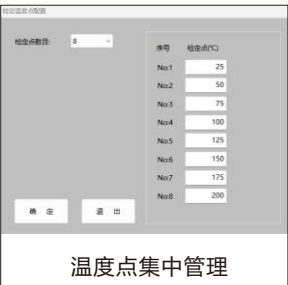 检定温度点配置
检定点数目: 8
序号 检定点(℃)
No:1 25
No:2 50
No:3 75
No:4 100
No:5 125
No:6 150
No:7 175
No:8 200
确 定 退 出
温度点集中管理